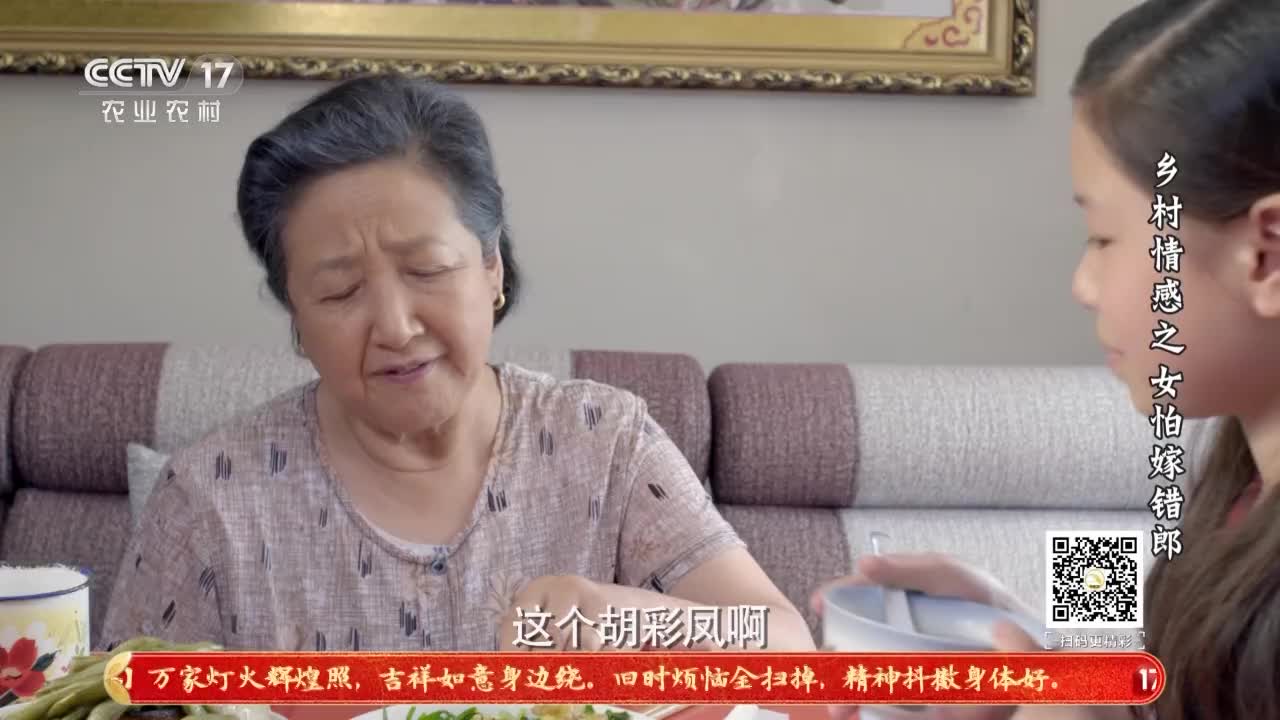 CCTV 17
农业农村
乡村情感之女怕嫁错郎
扫码更精彩
这个胡彩凤啊
万家灯火辉煌照，吉祥如意身边绕。旧时烦恼全扫掉，精神抖擞身体好。
17